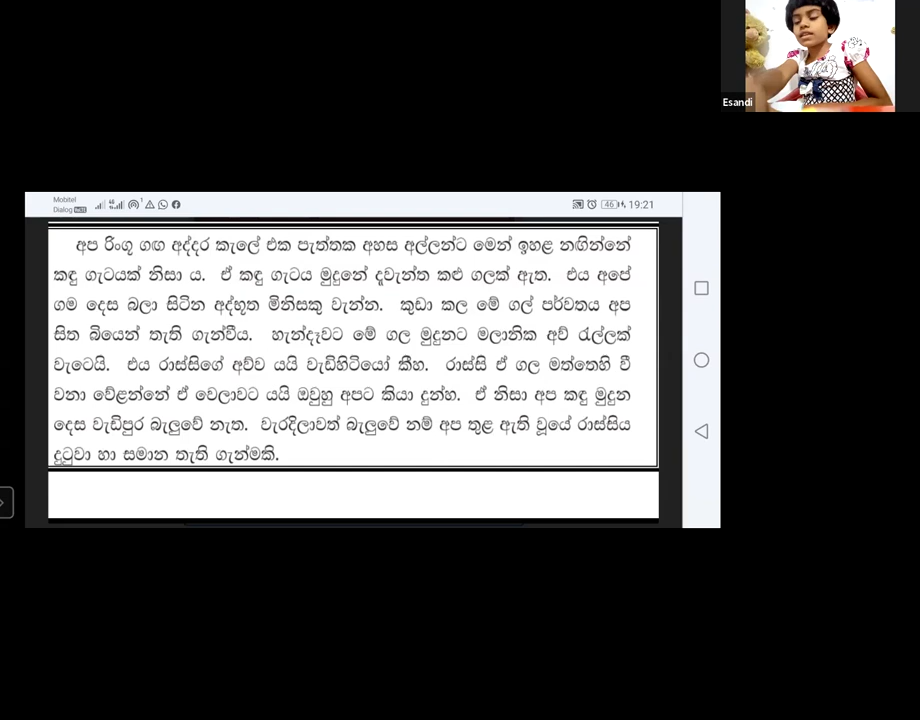 Esandi
Mobitel
Dialog VoLTE
46 19:21
අප රිංගූ ගඟ අද්දර කැලේ එක පැත්තක අහස අල්ලන්ට මෙන් ඉහළ නඟින්නේ
කඳු ගැටයක් නිසා ය. ඒ කඳු ගැටය මුදුනේ දැවැන්ත කළු ගලක් ඇත. එය අපේ
ගම දෙස බලා සිටින අද්භූත මිනිසකු වැන්න. කුඩා කල මේ ගල් පර්වතය අප
සිත බියෙන් තැති ගැන්වීය. හැන්දෑවට මේ ගල මුදුනට මලානික අව් රැල්ලක්
වැටෙයි. එය රාස්සිගේ අව්ව යයි වැඩිහිටියෝ කීහ. රාස්සි ඒ ගල මත්තෙහි වී
වනා වේළන්නේ ඒ වෙලාවට යයි ඔවුහු අපට කියා දුන්හ. ඒ නිසා අප කඳු මුදුන
දෙස වැඩිපුර බැලුවේ නැත. වැරදිලාවත් බැලුවේ නම් අප තුළ ඇති වූයේ රාස්සිය
දුටුවා හා සමාන තැති ගැන්මකි.